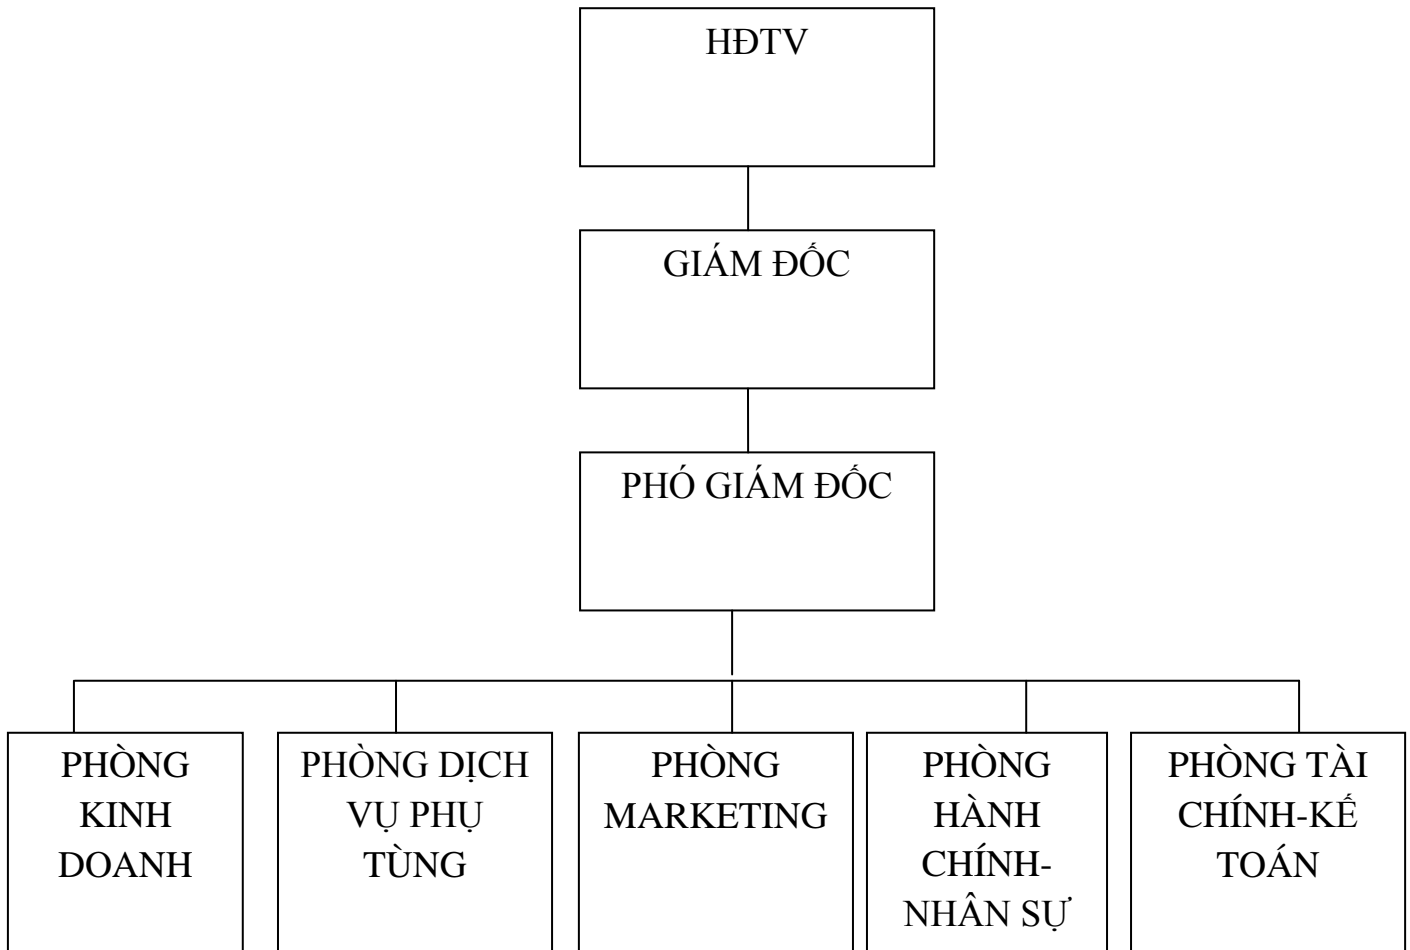 HĐTV
GIÁM ĐỐC
PHÓ GIÁM ĐỐC
PHÒNG
KINH
DOANH
PHÒNG DỊCH
VỤ PHỤ
TÙNG
PHÒNG
MARKETING
PHÒNG
HÀNH
CHÍNH-
NHÂN SỰ
PHÒNG TÀI
CHÍNH-KẾ
TOÁN